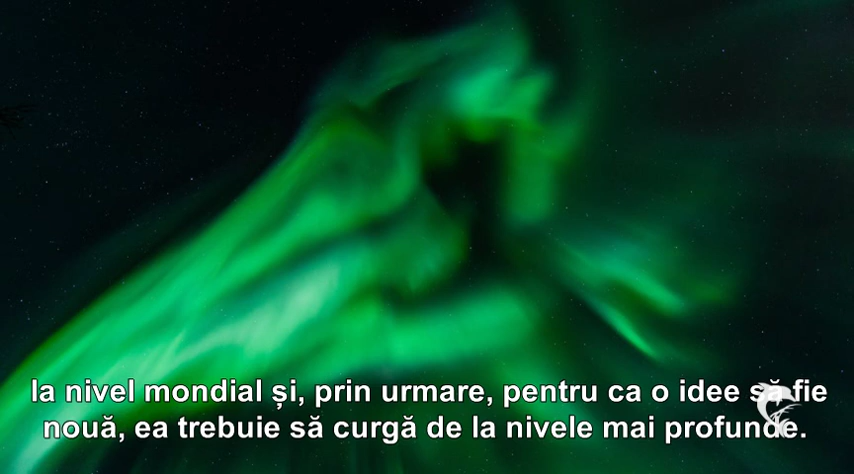 la nivel mondial și, prin urmare, pentru ca o idee să fie
nouă, ea trebuie să curgă de la nivele mai profunde.